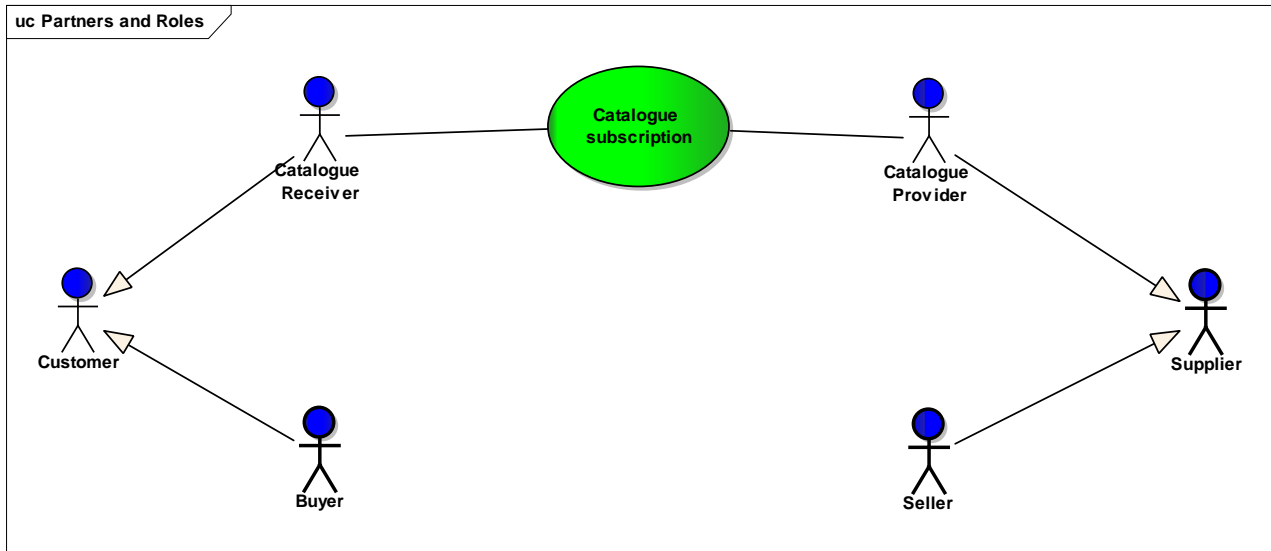 uc Partners and Roles
Catalogue
subscription
Catalogue
Receiver
Catalogue
Provider
Customer
Supplier
Buyer
Seller